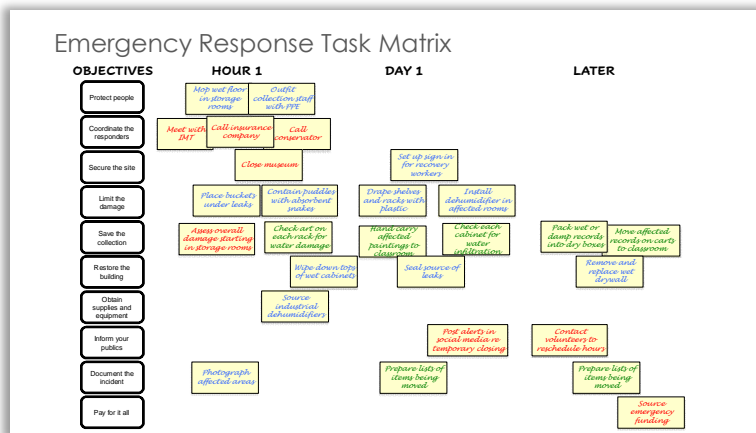 Emergency Response Task Matrix
OBJECTIVES HOUR 1 DAY 1 LATER
Protect people
Mop wet floor
in storage
rooms
Outfit
collection staff
with PPE
Coordinate the
responders
Meet with
IMT
Call insurance
company
Call
conservator
Secure the site
Close museum
Set up sign in
for recovery
workers
Limit the
damage
Place buckets
under leaks
Contain puddles
with absorbent
snakes
Drape shelves
and racks with
plastic
Install
dehumidifier in
affected rooms
Save the
collection
Assess overall
damage starting
in storage rooms
Check art on
each rack for
water damage
Hand carry
affected
paintings to
classroom
Check each
cabinet for
water
infiltration
Pack wet or
damp records
into dry boxes
Move affected
records on carts
to classroom
Restore the
building
Wipe down tops
of wet cabinets
Seal source of
leaks
Remove and
replace wet
drywall
Obtain
supplies and
equipment
Source
industrial
dehumidifiers
Inform your
publics
Post alerts in
social media re
temporary closing
Contact
volunteers to
reschedule hours
Document the
incident
Photograph
affected areas
Prepare lists of
items being
moved
Prepare lists of
items being
moved
Pay for it all
Source
emergency
funding